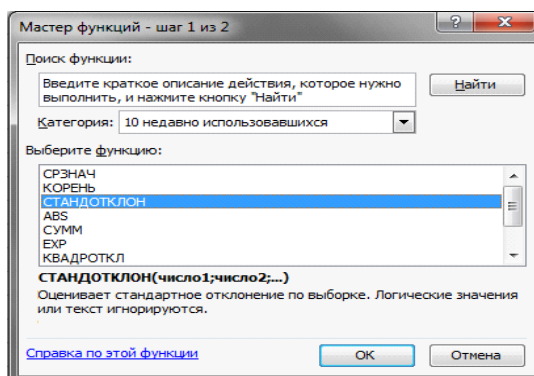 Мастер функций - шаг 1 из 2
Поиск функции:
Введите краткое описание действия, которое нужно
выполнить, и нажмите кнопку "Найти"
Найти
Категория: 10 недавно использовавшихся
Выберите функцию:
СРЗНАЧ
КОРЕНЬ
СТАНДОТКЛОН
ABS
СУММ
EXP
КВАДРОТКЛ
СТАНДОТКЛОН(число1;число2;...)
Оценивает стандартное отклонение по выборке. Логические значения
или текст игнорируются.
Справка по этой функции
ОК
Отмена